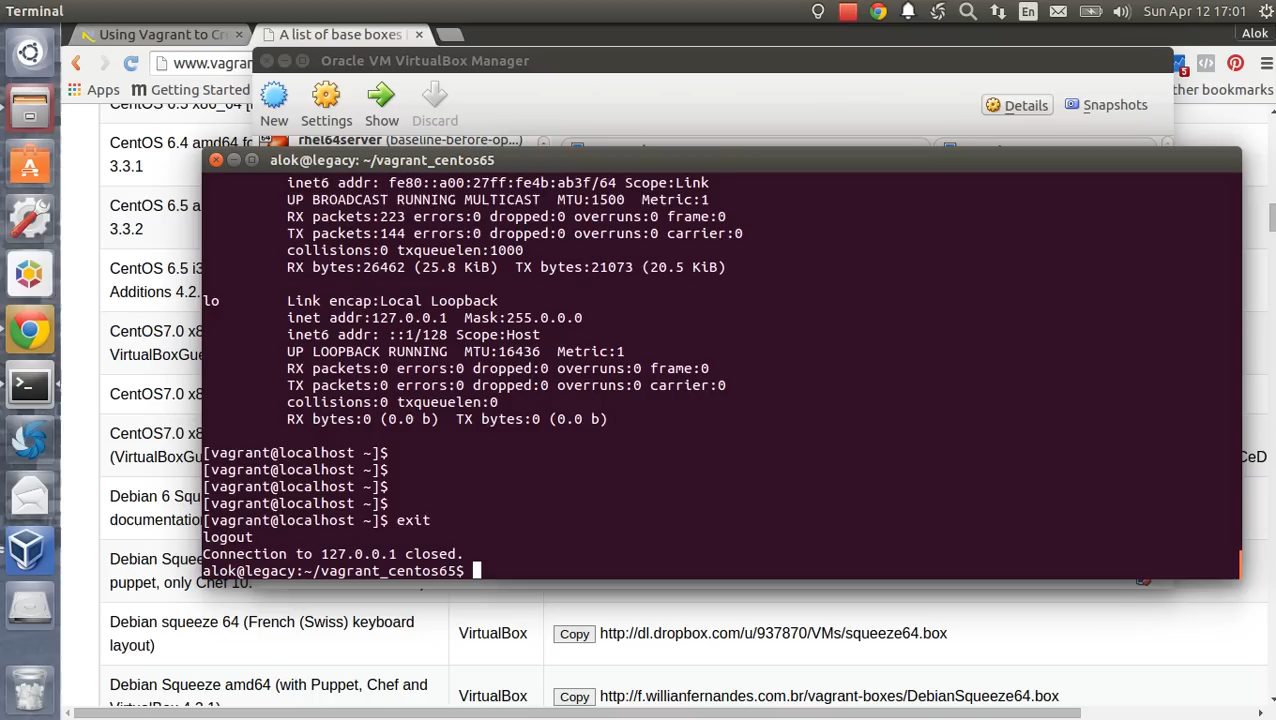 Terminal
En
Sun Apr 12 17:01
Using Vagrant to Cr
×
A list of base boxes
×
Alok
www.vagran
Apps
Getting Started
5
ther bookmarks
Oracle VM VirtualBox Manager
New
Settings
Show
Discard
Details
Snapshots
rhel64server (baseline-before-op...)
CentOS 6.4 amd64 fo
3.3.1
CentOS 6.5 a
3.3.2
CentOS 6.5 i3
Additions 4.2.
CentOS7.0 x8
VirtualBoxGue
CentOS7.0 x8
CentOS7.0 x8
(VirtualBoxGu
CeD
Debian 6 Squ
documentatio
Debian Squee
puppet, only Chef 10.
alok@legacy: ~/vagrant_centos65
inet6 addr: fe80::a00:27ff:fe4b:ab3f/64 Scope:Link
UP BROADCAST RUNNING MULTICAST  MTU:1500  Metric:1
RX packets:223 errors:0 dropped:0 overruns:0 frame:0
TX packets:144 errors:0 dropped:0 overruns:0 carrier:0
collisions:0 txqueuelen:1000
RX bytes:26462 (25.8 KiB)  TX bytes:21073 (20.5 KiB)
lo        Link encap:Local Loopback
inet addr:127.0.0.1  Mask:255.0.0.0
inet6 addr: ::1/128 Scope:Host
UP LOOPBACK RUNNING  MTU:16436  Metric:1
RX packets:0 errors:0 dropped:0 overruns:0 frame:0
TX packets:0 errors:0 dropped:0 overruns:0 carrier:0
collisions:0 txqueuelen:0
RX bytes:0 (0.0 b)  TX bytes:0 (0.0 b)
[vagrant@localhost ~]$
[vagrant@localhost ~]$
[vagrant@localhost ~]$
[vagrant@localhost ~]$
[vagrant@localhost ~]$ exit
logout
Connection to 127.0.0.1 closed.
alok@legacy:~/vagrant_centos65$
Debian squeeze 64 (French (Swiss) keyboard
layout)
VirtualBox
Copy
http://dl.dropbox.com/u/937870/VMs/squeeze64.box
Debian Squeeze amd64 (with Puppet, Chef and
VirtualBox
Copy
http://f.willianfernandes.com.br/vagrant-boxes/DebianSqueeze64.box